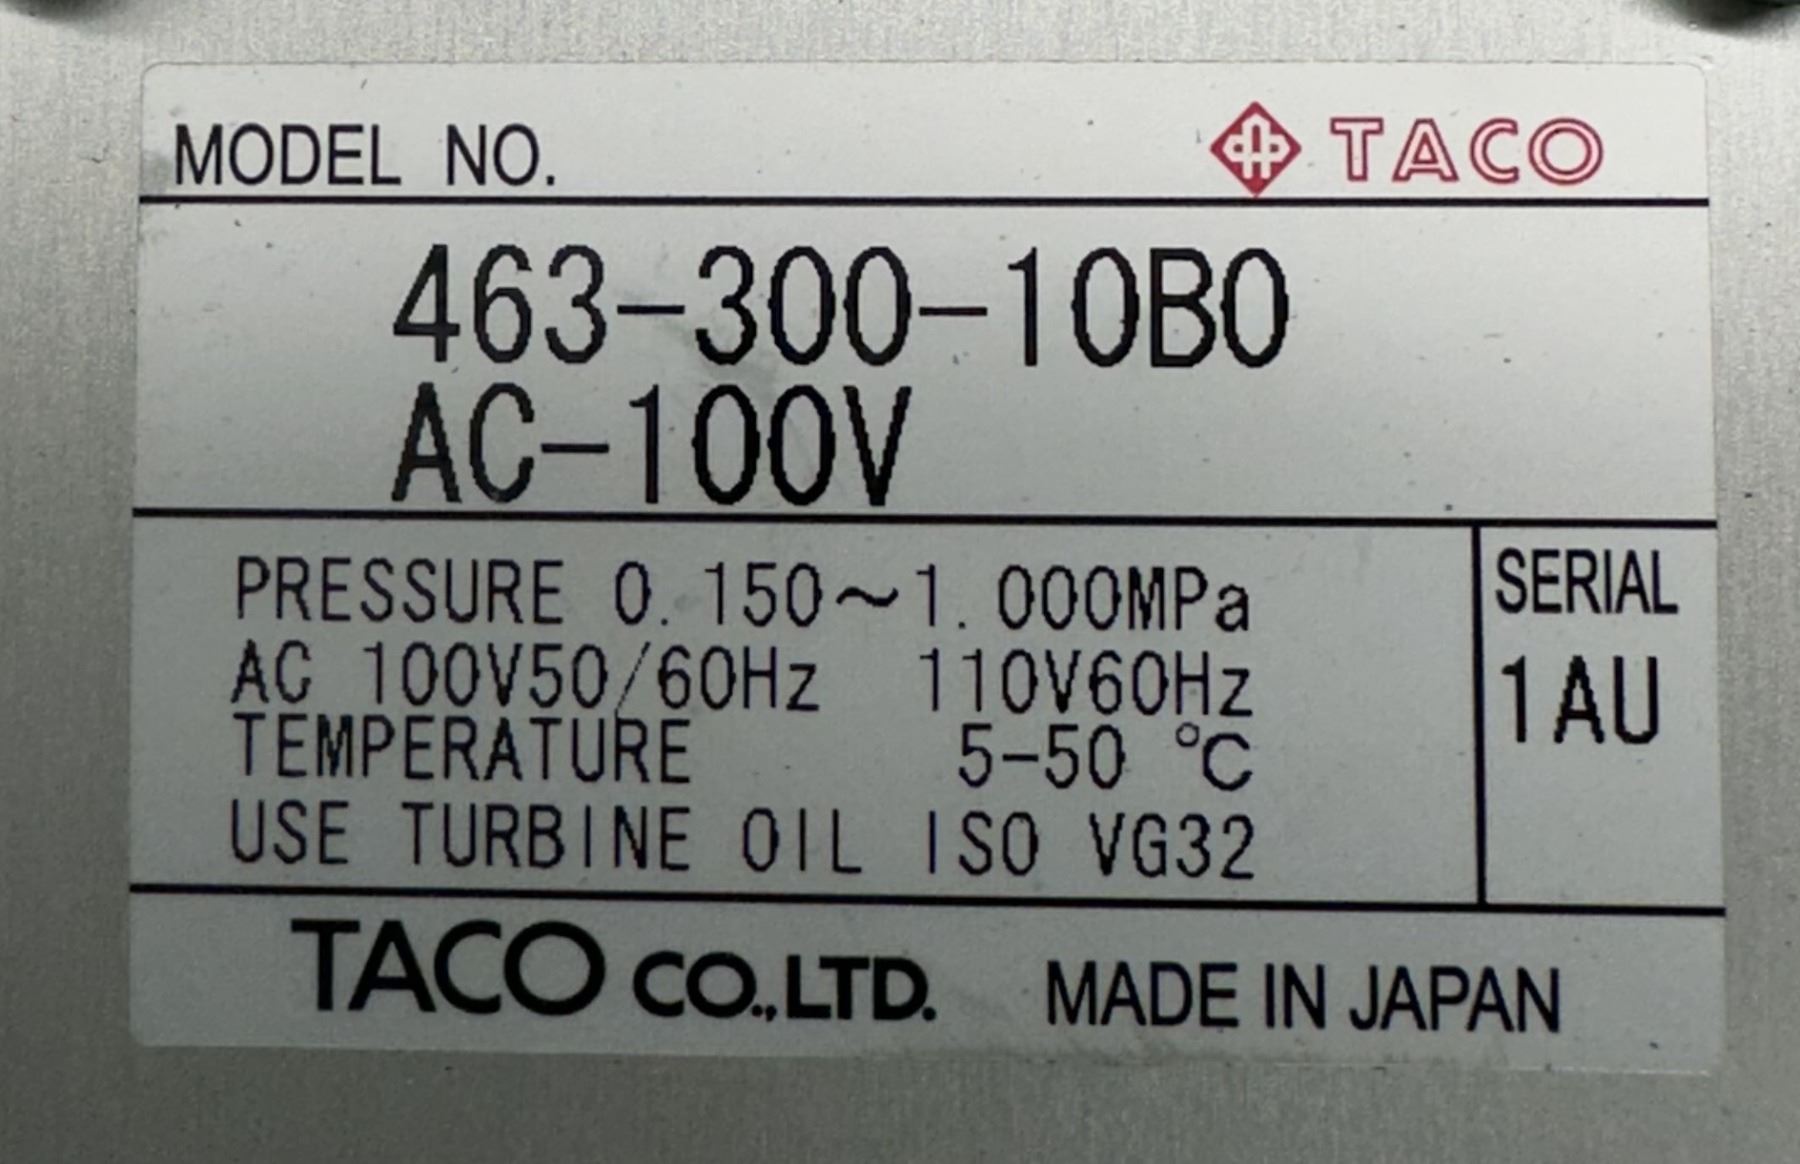 MODEL NO. TACO
463-300-10B0
AC-100V
PRESSURE 0.150~1.000MPa
AC 100V50/60Hz 110V60Hz
TEMPERATURE 5-50 ℃
USE TURBINE OIL ISO VG32
SERIAL
1AU
TACO CO.,LTD. MADE IN JAPAN